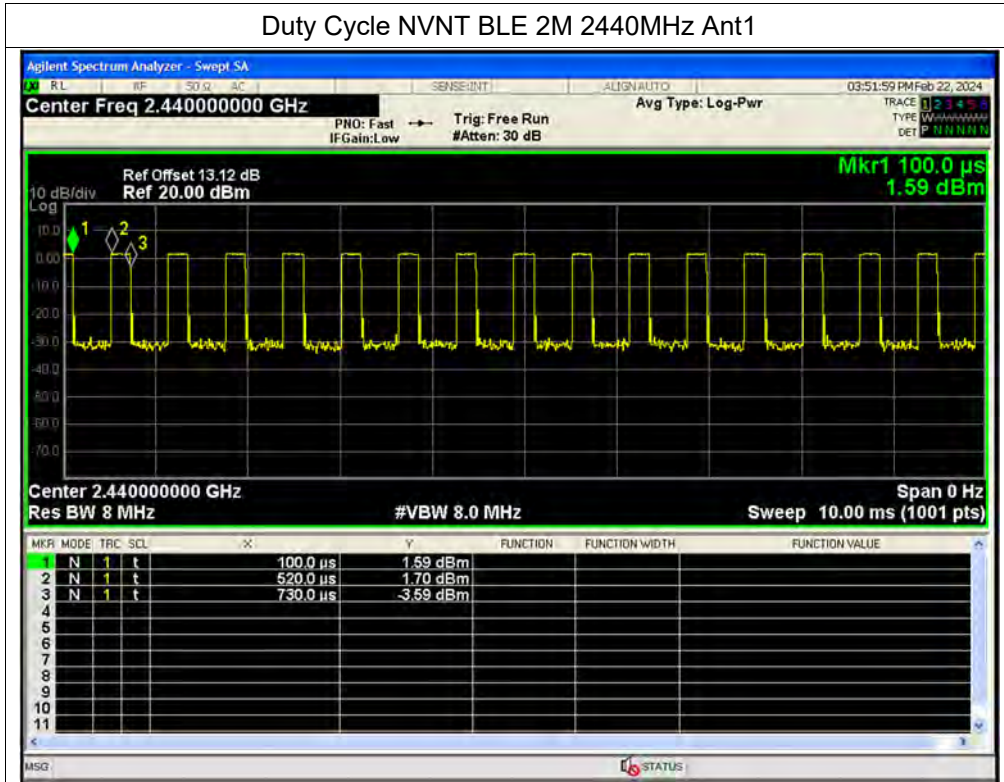 Duty Cycle NVNT BLE 2M 2440MHz Ant1
Agilent Spectrum Analyzer - Swept SA
RL RF 50 Ω AC SENSE:INT ALIGN AUTO 03:51:59 PM Feb 22, 2024
Center Freq 2.440000000 GHz Avg Type: Log-Pwr TRACE 1 2 3 4 5 6
PNO: Fast Trig: Free Run TYPE W
IFGain:Low #Atten: 30 dB DET P N N N N N
Mkr1 100.0 µs
Ref Offset 13.12 dB 1.59 dBm
10 dB/div Ref 20.00 dBm
Log
10.0
1 2 3
0.00
-10.0
-20.0
-30.0
-40.0
-50.0
-60.0
-70.0
Center 2.440000000 GHz Span 0 Hz
Res BW 8 MHz #VBW 8.0 MHz Sweep 10.00 ms (1001 pts)
MKR MODE TRC SCL X Y FUNCTION FUNCTION WIDTH FUNCTION VALUE
1 N 1 t 100.0 µs 1.59 dBm
2 N 1 t 520.0 µs 1.70 dBm
3 N 1 t 730.0 µs -3.59 dBm
4
5
6
7
8
9
10
11
MSG STATUS